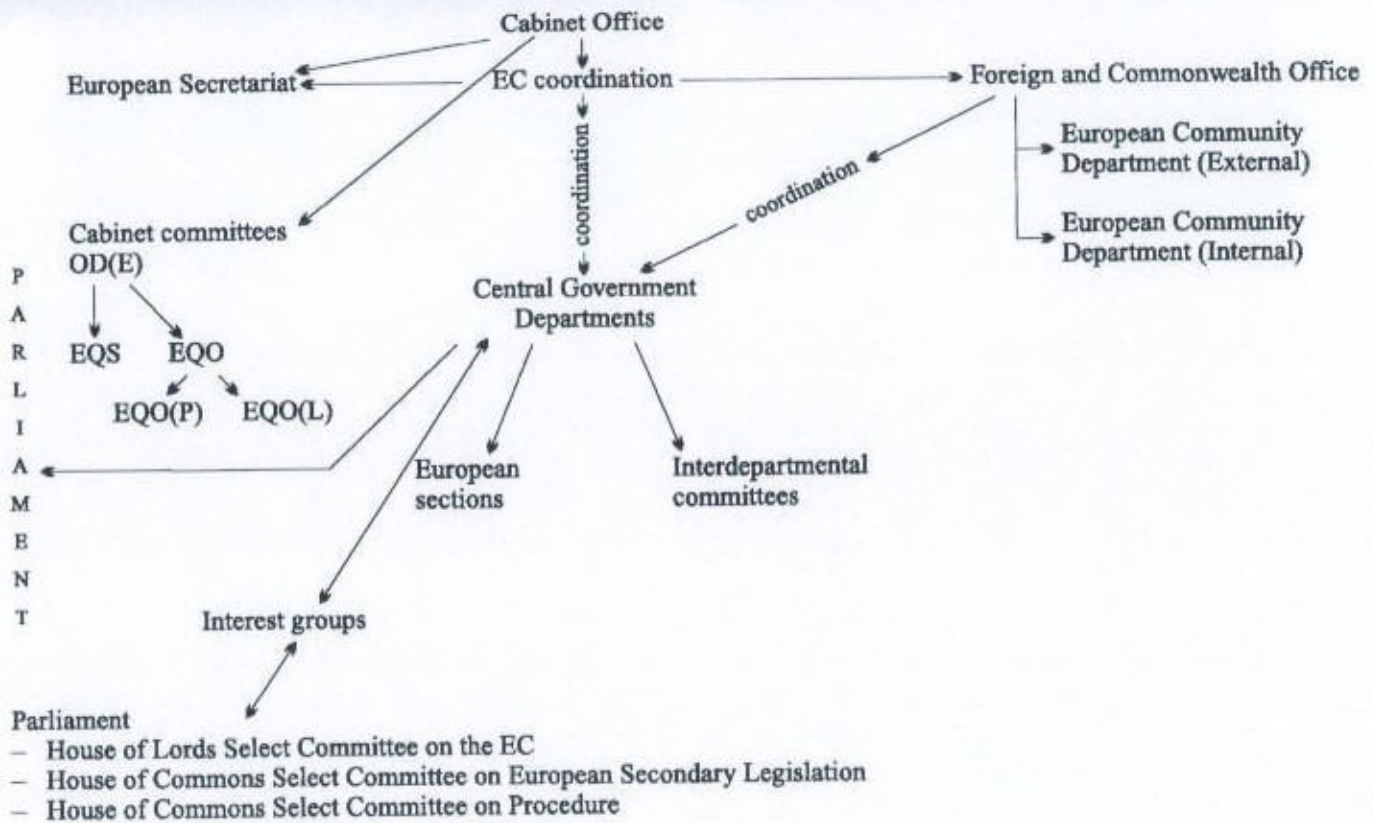 Cabinet Office
European Secretariat
EC coordination
Foreign and Commonwealth Office
European Community
Department (External)
European Community
Department (Internal)
coordination
coordination
Cabinet committees
OD(E)
EQS
EQO
EQO(P)
EQO(L)
Central Government
Departments
European
sections
Interdepartmental
committees
PARLIAMENT
Interest groups
Parliament
– House of Lords Select Committee on the EC
– House of Commons Select Committee on European Secondary Legislation
– House of Commons Select Committee on Procedure